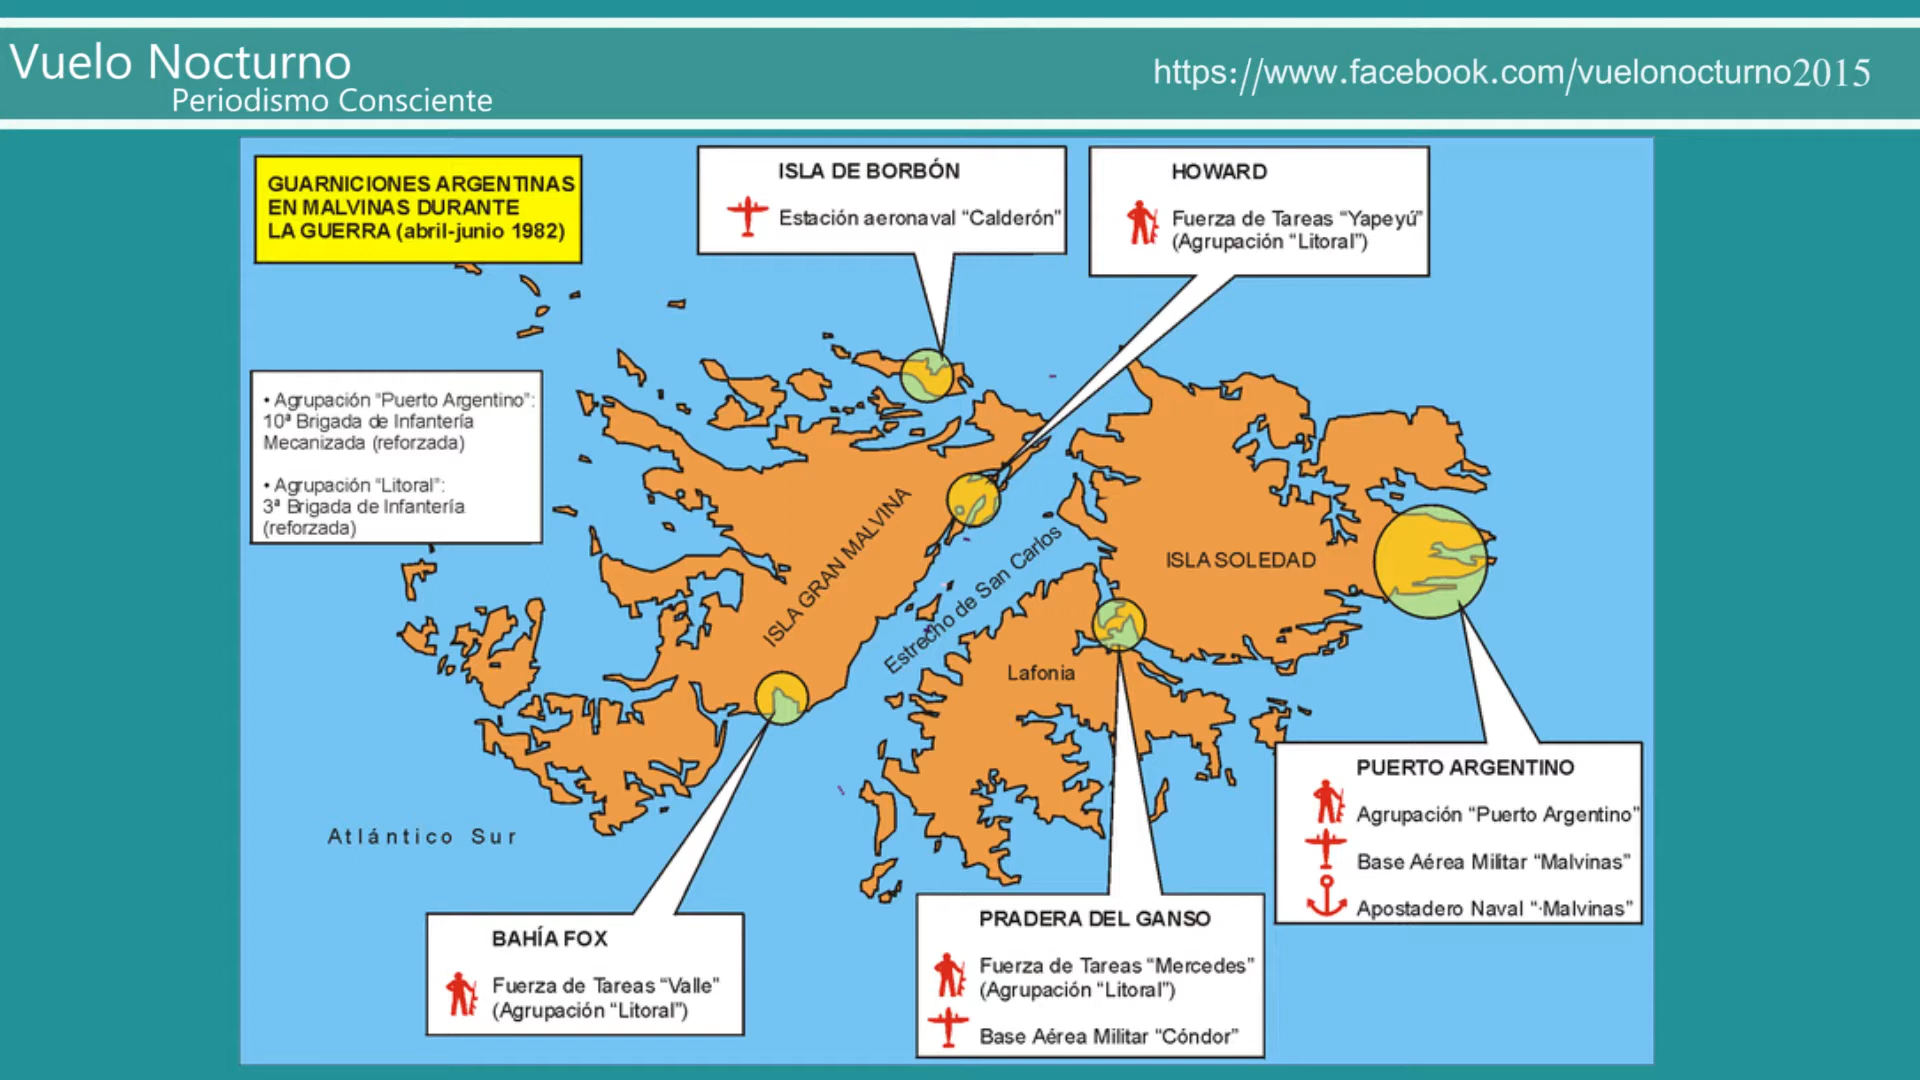 Vuelo Nocturno
Periodismo Consciente
https://www.facebook.com/vuelonocturno2015
GUARNICIONES ARGENTINAS
EN MALVINAS DURANTE
LA GUERRA (abril-junio 1982)
ISLA DE BORBÓN
Estación aeronaval “Calderón”
HOWARD
Fuerza de Tareas “Yapeyú”
(Agrupación “Litoral”)
• Agrupación “Puerto Argentino”:
10ª Brigada de Infantería
Mecanizada (reforzada)
• Agrupación “Litoral”:
3ª Brigada de Infantería
(reforzada)
ISLA GRAN MALVINA
Estrecho de San Carlos
ISLA SOLEDAD
Lafonia
Atlántico Sur
PUERTO ARGENTINO
Agrupación “Puerto Argentino”
Base Aérea Militar “Malvinas”
Apostadero Naval “·Malvinas”
BAHÍA FOX
Fuerza de Tareas “Valle”
(Agrupación “Litoral”)
PRADERA DEL GANSO
Fuerza de Tareas “Mercedes”
(Agrupación “Litoral”)
Base Aérea Militar “Cóndor”